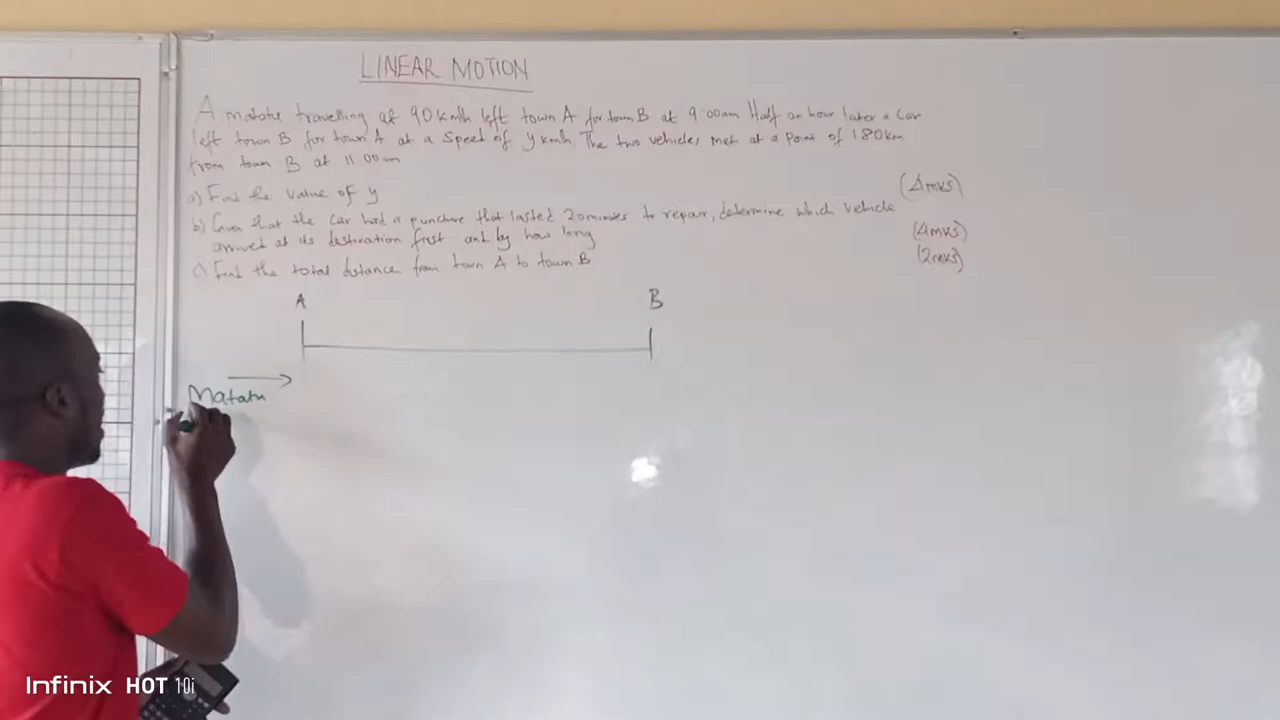 LINEAR MOTION
A matatu travelling at 90km/h left town A for town B at 9:00am Half an hour later a car
left town B for town A at a speed of y km/h. The two vehicles met at a point of 180km
from town B at 11 00am
a) Find the value of y
(4mks)
b) Given that the car had a puncture that lasted 20minutes to repair, determine which vehicle
arrived at its destination first and by how long
(4mks)
c) Find the total distance from town A to town B
(2mks)
A B
Matatu
Infinix HOT 10i